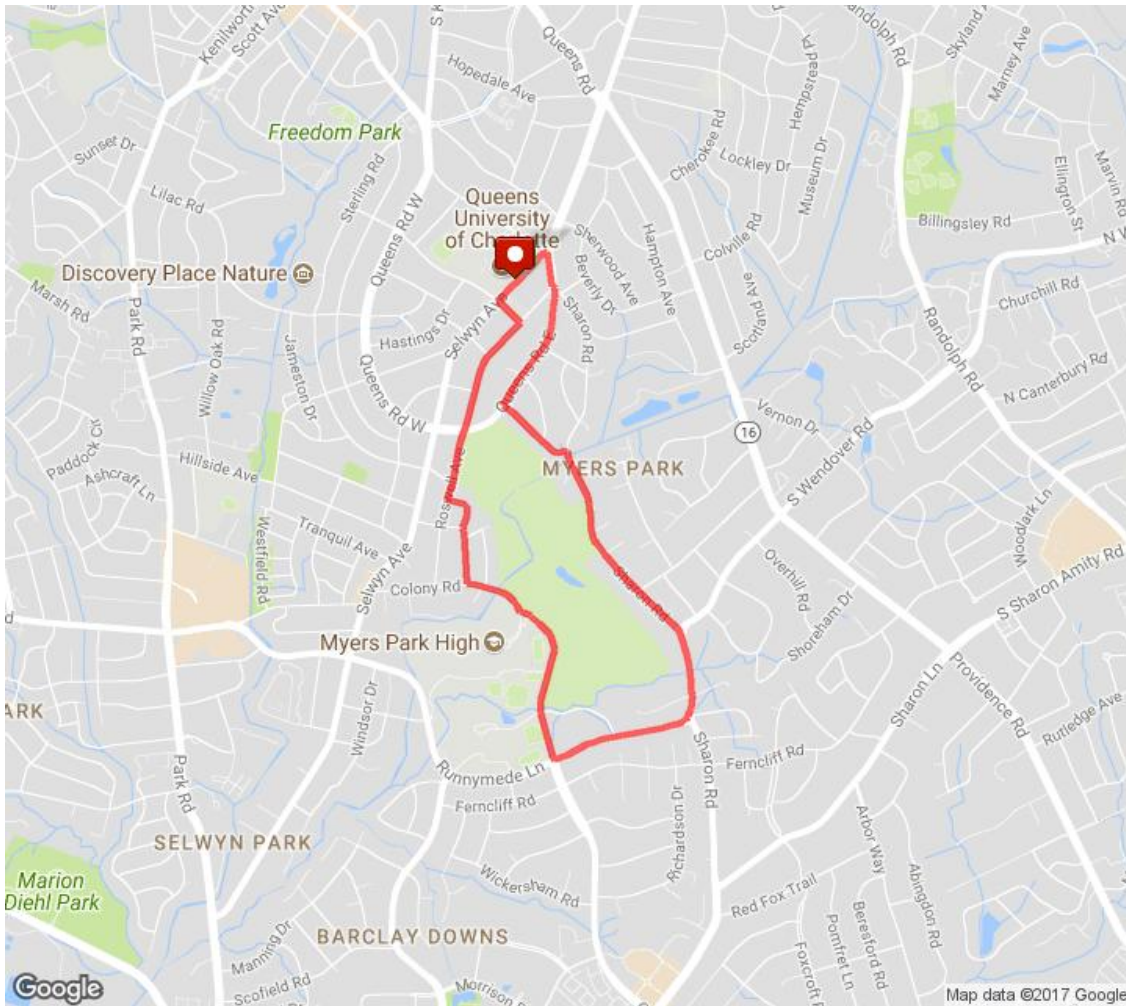 Kenilworth
Scott Ave
S K
Queens Rd
Randolph Rd
Skyland Ave
Marney Ave
Hopedale Ave
Hempstead Pl
Freedom Park
Sunset Dr
Sterling Rd
Cherokee Rd
Lockley Dr
Museum Dr
Ellington St
Marvin Rd
Lilac Rd
Queens Rd W
Queens
University
of Charlotte
Sherwood Ave
Beverly Dr
Hampton Ave
Colville Rd
Billingsley Rd
N W
Discovery Place Nature
Marsh Rd
Park Rd
Willow Oak Rd
Hastings Dr
Selwyn Av
Sharon Rd
Scotland Ave
Churchill Rd
Randolph Rd
Jameston Dr
Queens Rd E
Queens Rd W
N Canterbury Rd
Vernon Dr
16
Paddock Cir
Ashcraft Ln
Hillside Ave
Roswell Ave
MYERS PARK
S Wendover Rd
Woodlark Ln
Westfield Rd
Tranquil Ave
Selwyn Ave
Colony Rd
Sharon Rd
Overhill Rd
Shoreham Dr
S Sharon Amity Rd
d
Myers Park High
Providence Rd
Sharon Ln
Rutledge Ave
ARK
Windsor Dr
Park Rd
Runnymede Ln
Ferncliff Rd
Sharon Rd
Ferncliff Rd
Richardson Dr
SELWYN PARK
Arbor Way
Abingdon Rd
Marion
Diehl Park
Wickersham Rd
Red Fox Trail
BARCLAY DOWNS
Manning Dr
Scofield Rd
Morrison
Foxcroft R
Pomfret Ln
Beresford Rd
Google
Map data ©2017 Google